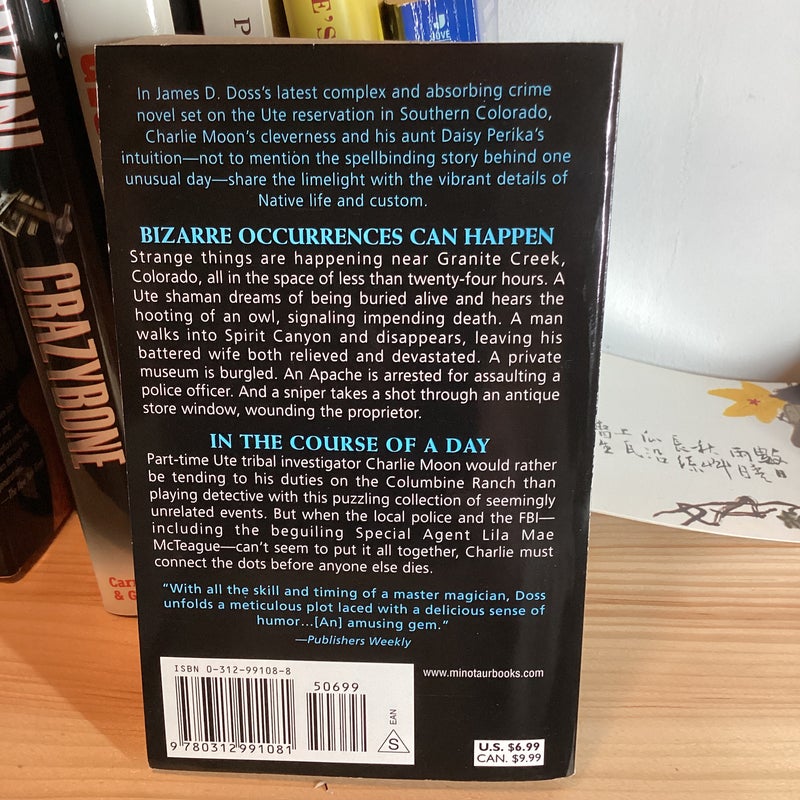 In James D. Doss's latest complex and absorbing crime
novel set on the Ute reservation in Southern Colorado,
Charlie Moon's cleverness and his aunt Daisy Perika's
intuition—not to mention the spellbinding story behind one
unusual day—share the limelight with the vibrant details of
Native life and custom.
BIZARRE OCCURRENCES CAN HAPPEN
Strange things are happening near Granite Creek,
Colorado, all in the space of less than twenty-four hours. A
Ute shaman dreams of being buried alive and hears the
hooting of an owl, signaling impending death. A man
walks into Spirit Canyon and disappears, leaving his
battered wife both relieved and devastated. A private
museum is burgled. An Apache is arrested for assaulting a
police officer. And a sniper takes a shot through an antique
store window, wounding the proprietor.
IN THE COURSE OF A DAY
Part-time Ute tribal investigator Charlie Moon would rather
be tending to his duties on the Columbine Ranch than
playing detective with this puzzling collection of seemingly
unrelated events. But when the local police and the FBI—
including the beguiling Special Agent Lila Mae
McTeague—can't seem to put it all together, Charlie must
connect the dots before anyone else dies.
"With all the skill and timing of a master magician, Doss
unfolds a meticulous plot laced with a delicious sense of
humor...[An] amusing gem."
—Publishers Weekly
ISBN 0-312-99108-8
50699
9 780312 991081
EAN
S
www.minotaurbooks.com
U.S. $6.99
CAN. $9.99
CRAZYBONE
JOVE